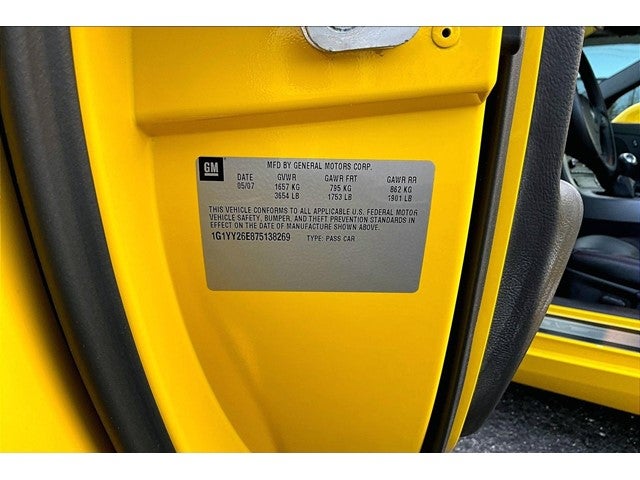 GM
MFD BY GENERAL MOTORS CORP.
DATE GVWR GAWR FRT GAWR RR
05/07 1657 KG 795 KG 862 KG
3654 LB 1753 LB 1901 LB
THIS VEHICLE CONFORMS TO ALL APPLICABLE U.S. FEDERAL MOTOR
VEHICLE SAFETY, BUMPER, AND THEFT PREVENTION STANDARDS IN
EFFECT ON THE DATE OF MANUFACTURE SHOWN ABOVE.
1G1YY26E875138269 TYPE: PASS CAR